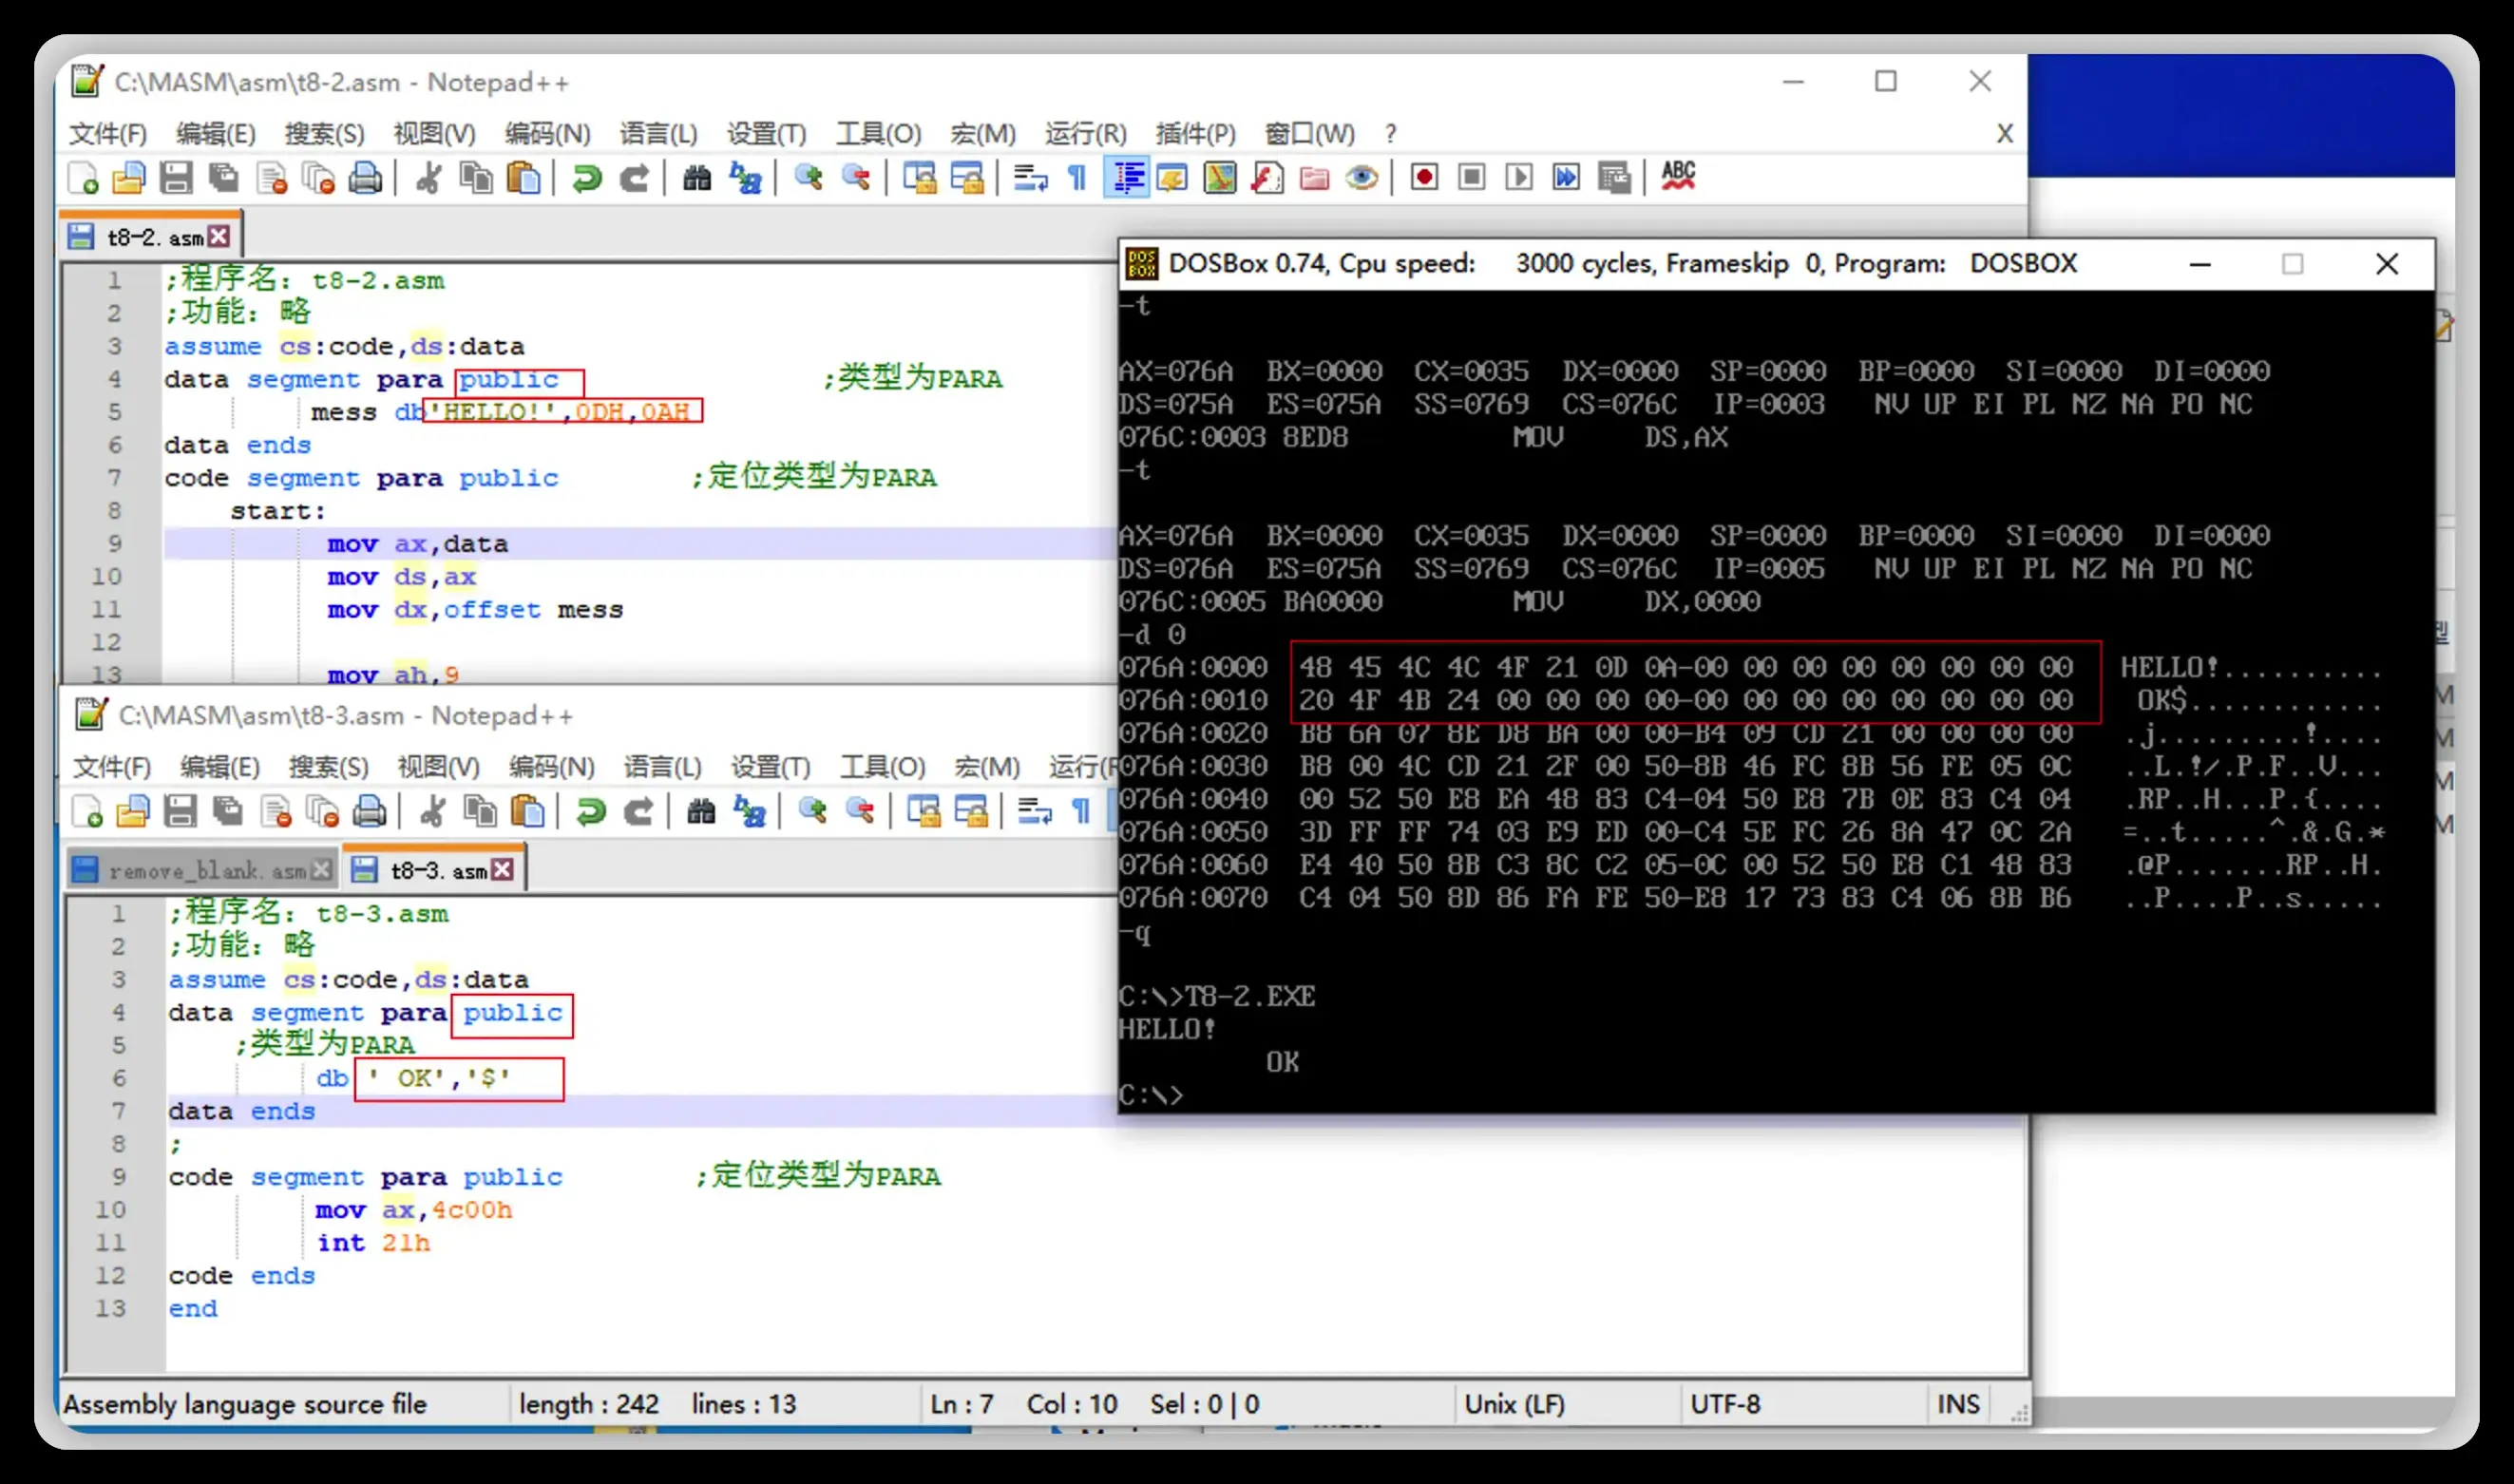 C:\MASM\asm\t8-2.asm - Notepad++
文件(F) 编辑(E) 搜索(S) 视图(V) 编码(N) 语言(L) 设置(T) 工具(O) 宏(M) 运行(R) 插件(P) 窗口(W) ? X
ABC
t8-2. asm
1 ;程序名：t8-2.asm
2 ;功能：略
3 assume cs:code,ds:data
4 data segment para public ;类型为PARA
5 mess db'HELLO!',0DH,0AH
6 data ends
7 code segment para public ;定位类型为PARA
8 start:
9 mov ax,data
10 mov ds,ax
11 mov dx,offset mess
12
13 mov ah,9
C:\MASM\asm\t8-3.asm - Notepad++
文件(F) 编辑(E) 搜索(S) 视图(V) 编码(N) 语言(L) 设置(T) 工具(O) 宏(M) 运行(R
remove_blank. asm t8-3. asm
1 ;程序名：t8-3.asm
2 ;功能：略
3 assume cs:code,ds:data
4 data segment para public
5 ;类型为PARA
6 db ' OK','$'
7 data ends
8 ;
9 code segment para public ;定位类型为PARA
10 mov ax,4c00h
11 int 21h
12 code ends
13 end
Assembly language source file length : 242 lines : 13 Ln : 7 Col : 10 Sel : 0 | 0 Unix (LF) UTF-8 INS
DOSBox 0.74, Cpu speed: 3000 cycles, Frameskip 0, Program: DOSBOX
-t
AX=076A BX=0000 CX=0035 DX=0000 SP=0000 BP=0000 SI=0000 DI=0000
DS=075A ES=075A SS=0769 CS=076C IP=0003 NV UP EI PL NZ NA PO NC
076C:0003 8ED8 MOV DS,AX
-t
AX=076A BX=0000 CX=0035 DX=0000 SP=0000 BP=0000 SI=0000 DI=0000
DS=076A ES=075A SS=0769 CS=076C IP=0005 NV UP EI PL NZ NA PO NC
076C:0005 BA0000 MOV DX,0000
-d 0
076A:0000 48 45 4C 4C 4F 21 0D 0A-00 00 00 00 00 00 00 00 HELLO!..........
076A:0010 20 4F 4B 24 00 00 00 00-00 00 00 00 00 00 00 00 OK$............
076A:0020 B8 6A 07 8E D8 BA 00 00-B4 09 CD 21 00 00 00 00 .j.........!....
076A:0030 B8 00 4C CD 21 2F 00 50-8B 46 FC 8B 56 FE 05 0C ..L.!/.P.F..V...
076A:0040 00 52 50 E8 EA 48 83 C4-04 50 E8 7B 0E 83 C4 04 .RP..H...P.{....
076A:0050 3D FF FF 74 03 E9 ED 00-C4 5E FC 26 8A 47 0C 2A =..t.....^.&.G.*
076A:0060 E4 40 50 8B C3 8C C2 05-0C 00 52 50 E8 C1 48 83 .@P.......RP..H.
076A:0070 C4 04 50 8D 86 FA FE 50-E8 17 73 83 C4 06 8B B6 ..P....P..s.....
-q
C:\>T8-2.EXE
HELLO!
OK
C:\>